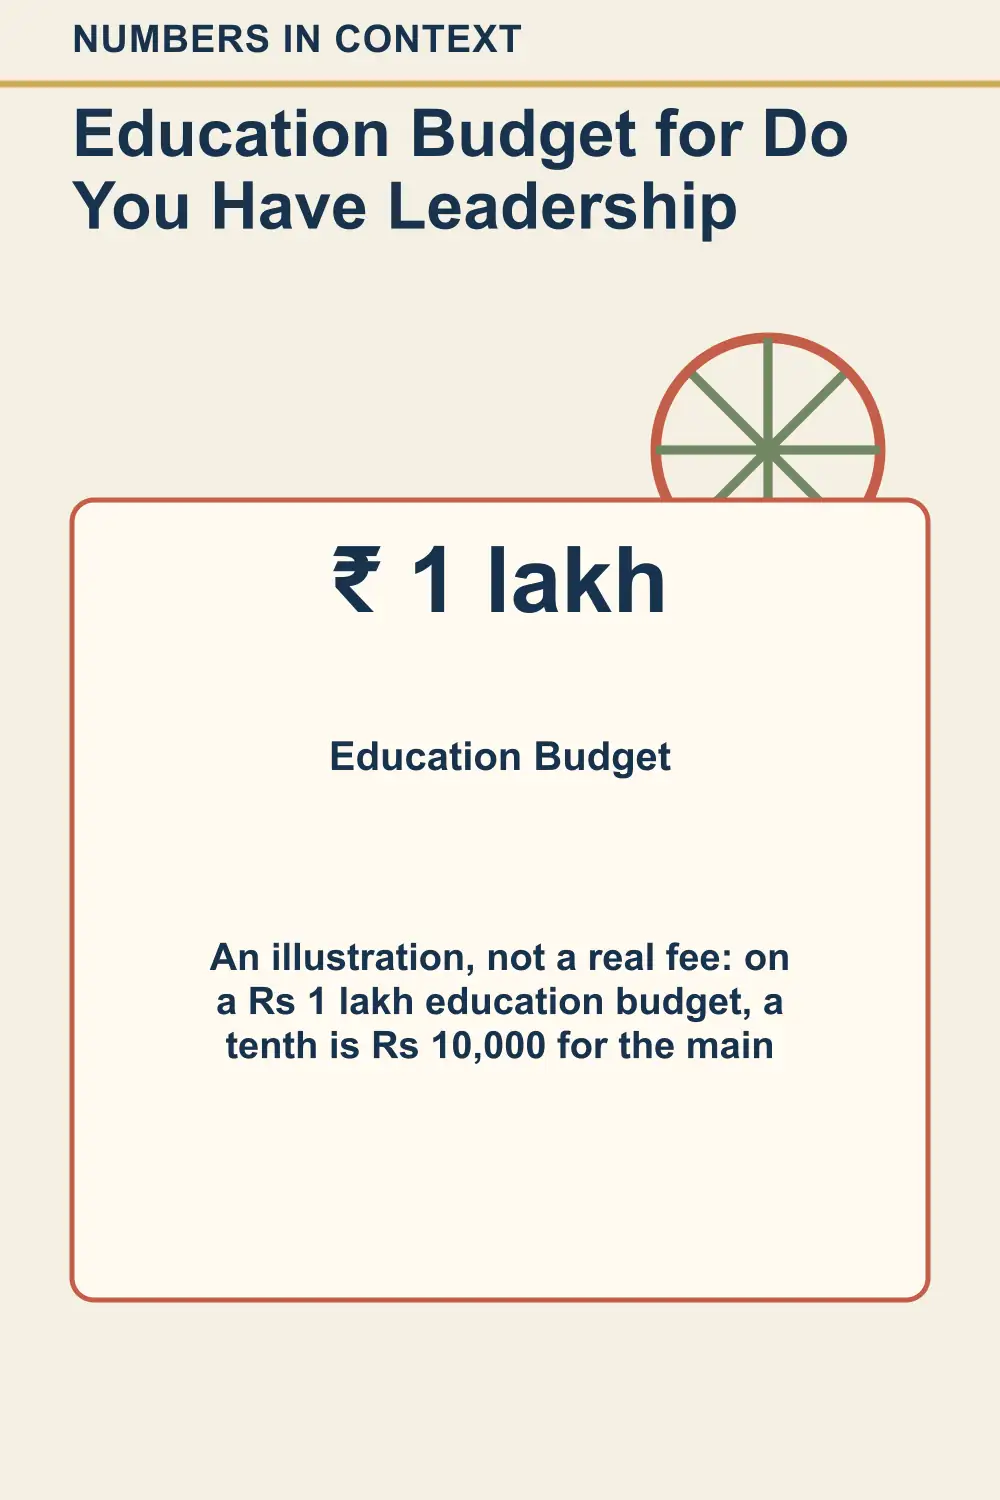 NUMBERS IN CONTEXT
Education Budget for Do
You Have Leadership
₹ 1 lakh
Education Budget
An illustration, not a real fee: on
a Rs 1 lakh education budget, a
tenth is Rs 10,000 for the main